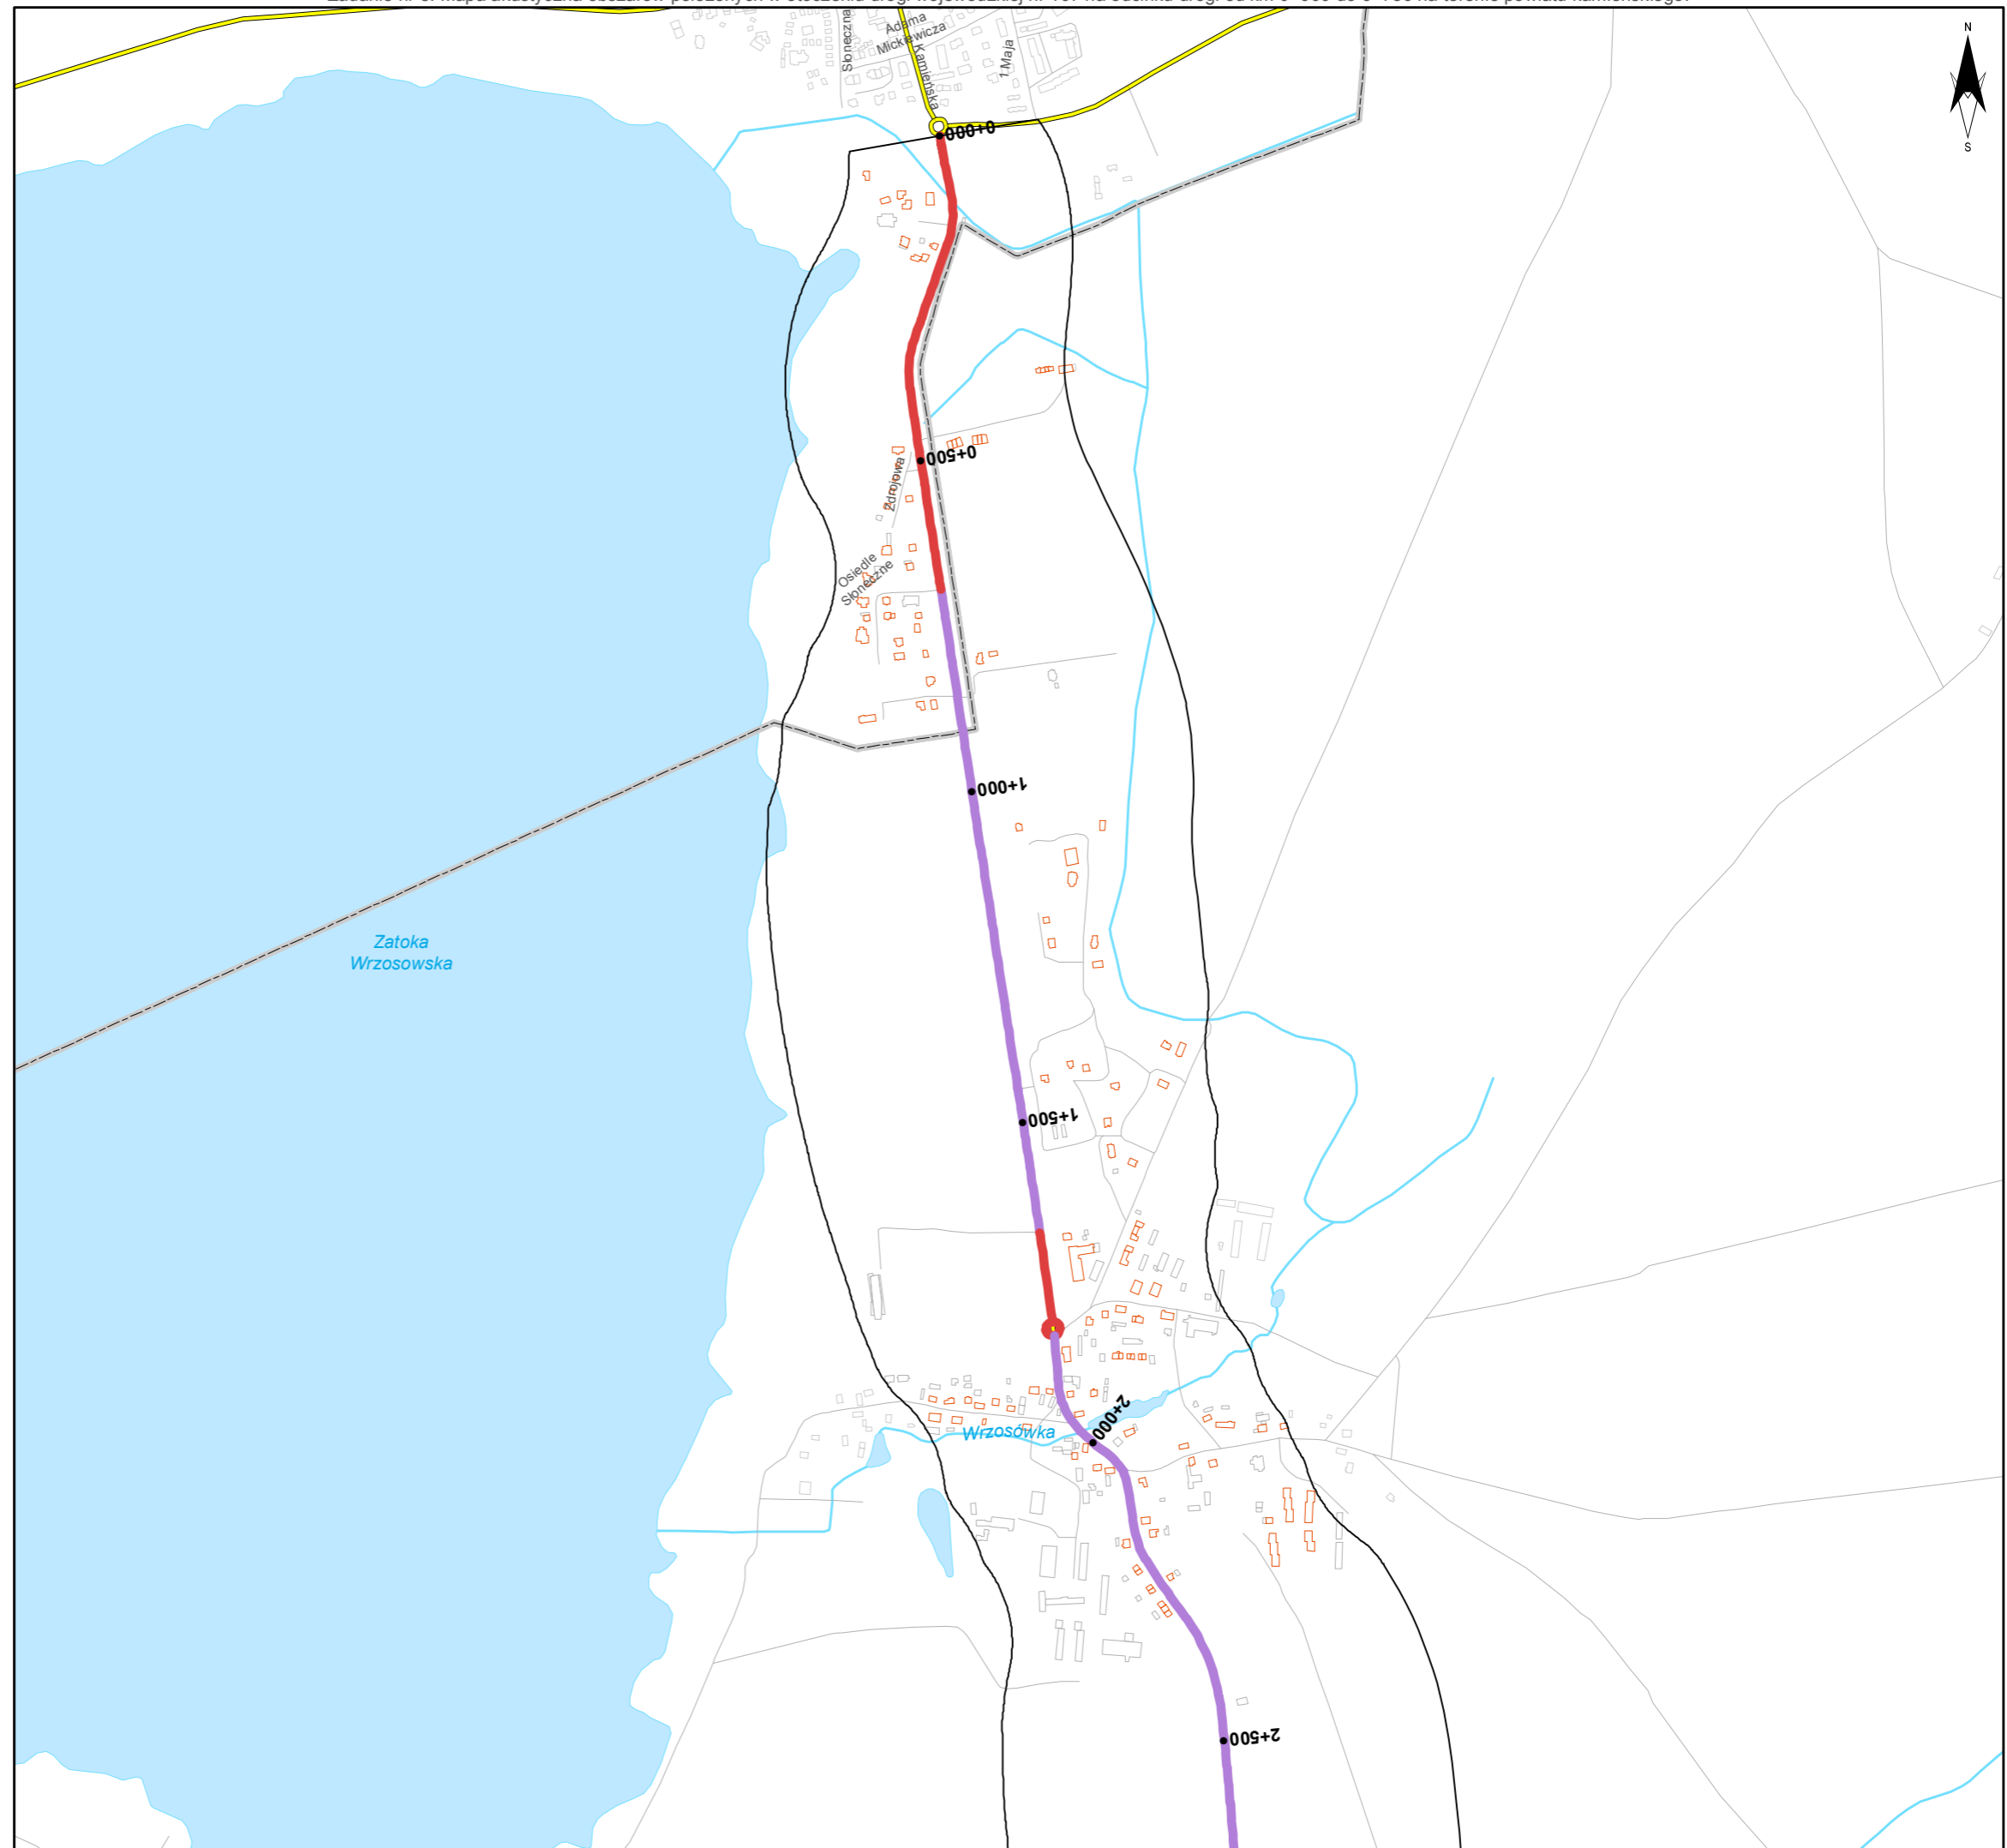 Słoneczna
Adama
Mickiewicza
Kamieńska
1 Maja
N
S
0+000
0+500
Zdrojowa
Osiedle
Słoneczne
1+000
Zatoka
Wrzosowska
1+500
2+000
Wrzosówka
2+500